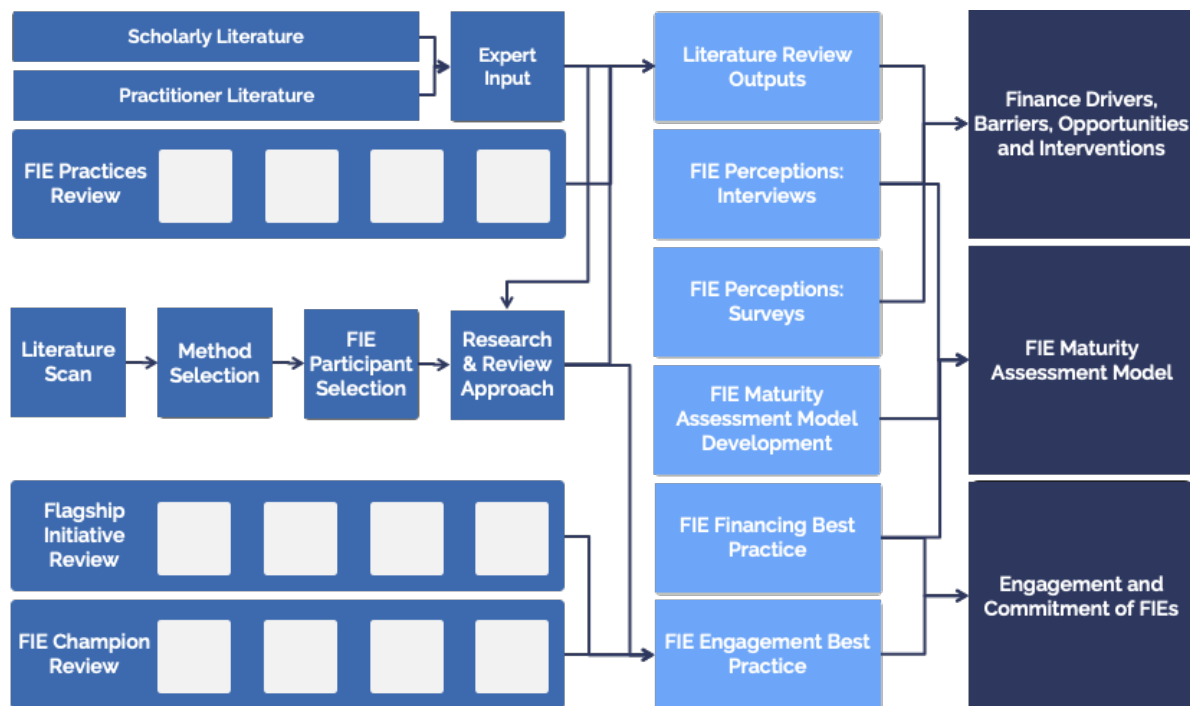 Scholarly Literature
Practitioner Literature
Expert
Input
FIE Practices
Review
Literature
Scan
Method
Selection
FIE
Participant
Selection
Research
& Review
Approach
Flagship
Initiative
Review
FIE Champion
Review
Literature Review
Outputs
FIE Perceptions:
Interviews
FIE Perceptions:
Surveys
FIE Maturity
Assessment Model
Development
FIE Financing Best
Practice
FIE Engagement Best
Practice
Finance Drivers,
Barriers, Opportunities
and Interventions
FIE Maturity
Assessment Model
Engagement and
Commitment of FIEs